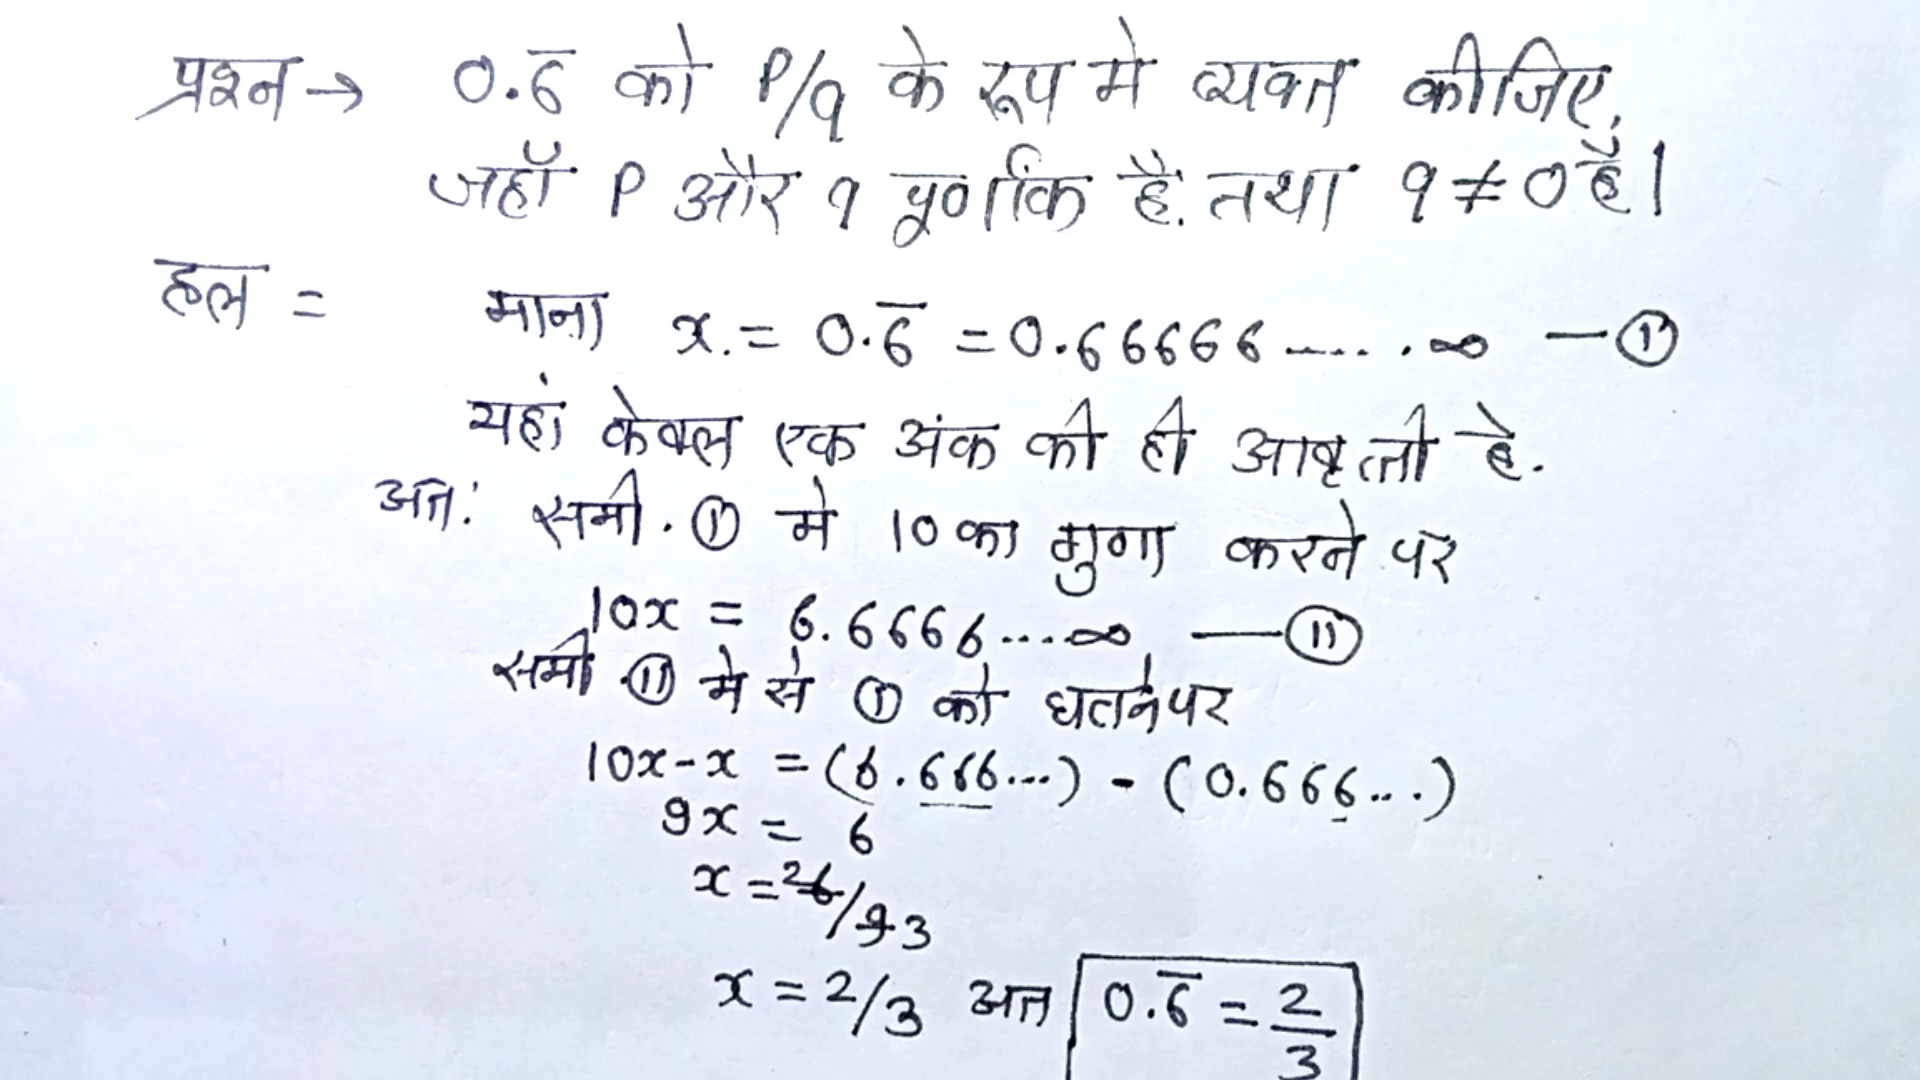 प्रश्न → 0.6̅ को P/q के रूप मे व्यक्त कीजिए,
जहाँ P और q पूर्णांक है. तथा q ≠ 0 है।
हल = माना x. = 0.6̅ = 0.66666 ...... ∞ — ①
यहां केवल एक अंक की ही आवृत्ती है.
अत: समी. ① मे 10 का गुणा करने पर
10x = 6.6666....∞ — ⑪
समी ⑪ मे से ① को घटाने पर
10x - x = (6.666...) - (0.666...)
9x = 6
x = 26/93
x = 2/3 अत 0.6̅ = 2/3